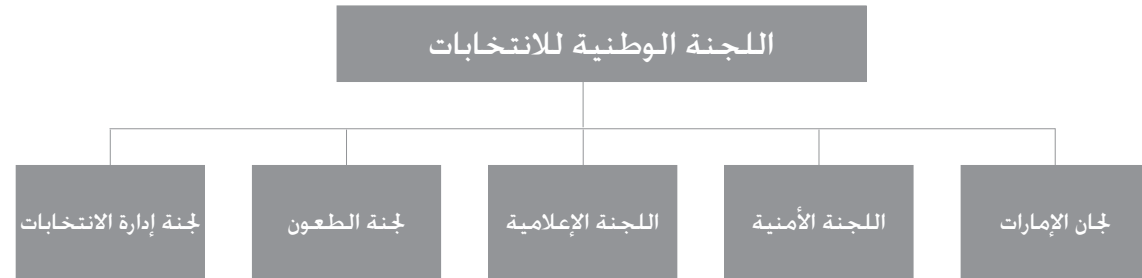 اللجنة الوطنية للانتخابات
لجان الإمارات
اللجنة الأمنية
اللجنة الإعلامية
لجنة الطعون
لجنة إدارة الانتخابات